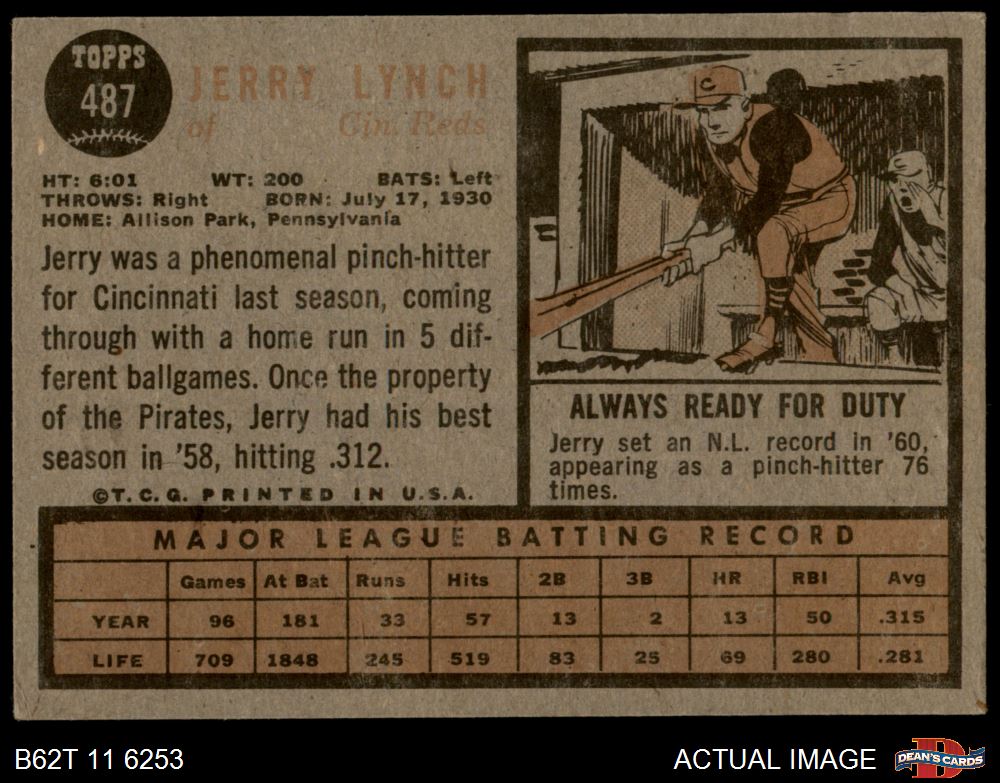 TOPPS
487
JERRY LYNCH
of Cin. Reds
HT: 6:01 WT: 200 BATS: Left
THROWS: Right BORN: July 17, 1930
HOME: Allison Park, Pennsylvania
Jerry was a phenomenal pinch-hitter
for Cincinnati last season, coming
through with a home run in 5 dif-
ferent ballgames. Once the property
of the Pirates, Jerry had his best
season in '58, hitting .312.
©T.C.G. PRINTED IN U.S.A.
C
ALWAYS READY FOR DUTY
Jerry set an N.L. record in '60,
appearing as a pinch-hitter 76
times.
MAJOR LEAGUE BATTING RECORD
Games At Bat Runs Hits 2B 3B HR RBI Avg
YEAR 96 181 33 57 13 2 13 50 .315
LIFE 709 1848 245 519 83 25 69 280 .281
B62T 11 6253
ACTUAL IMAGE
DEAN'S CARDS